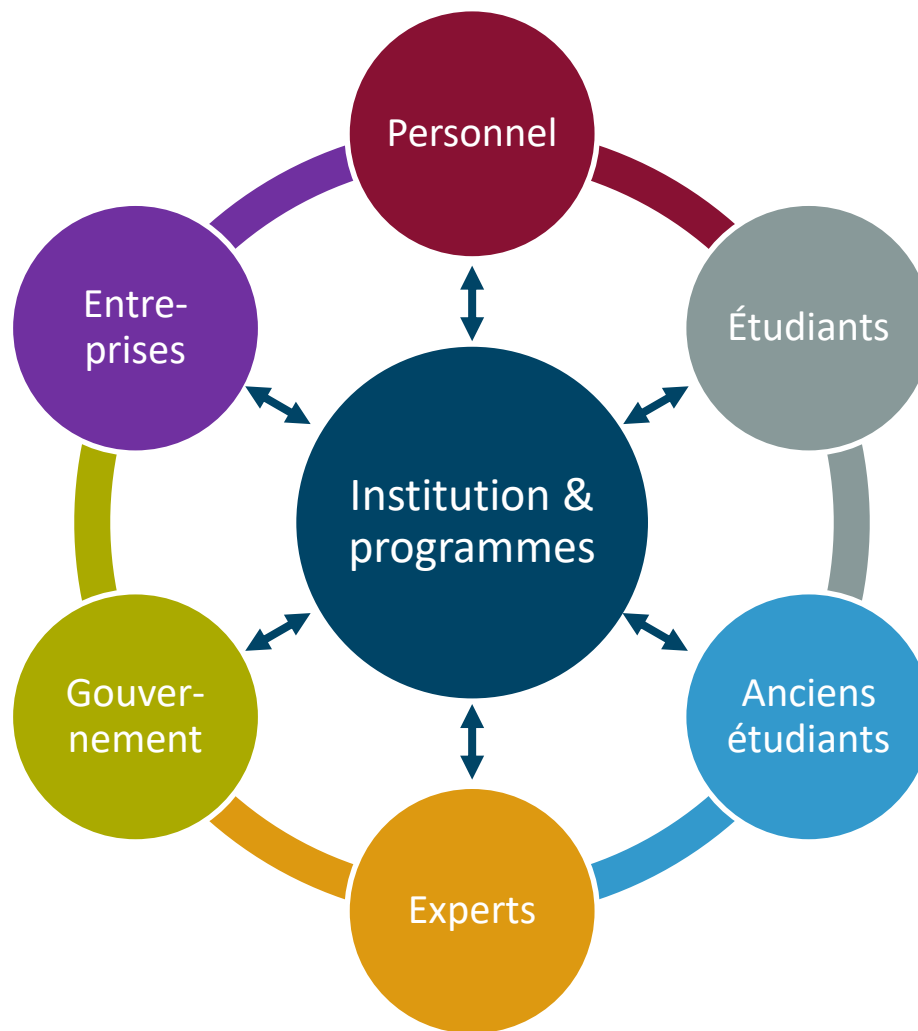 Personnel
Étudiants
Anciens
étudiants
Experts
Gouver-
nement
Entre-
prises
Institution &
programmes